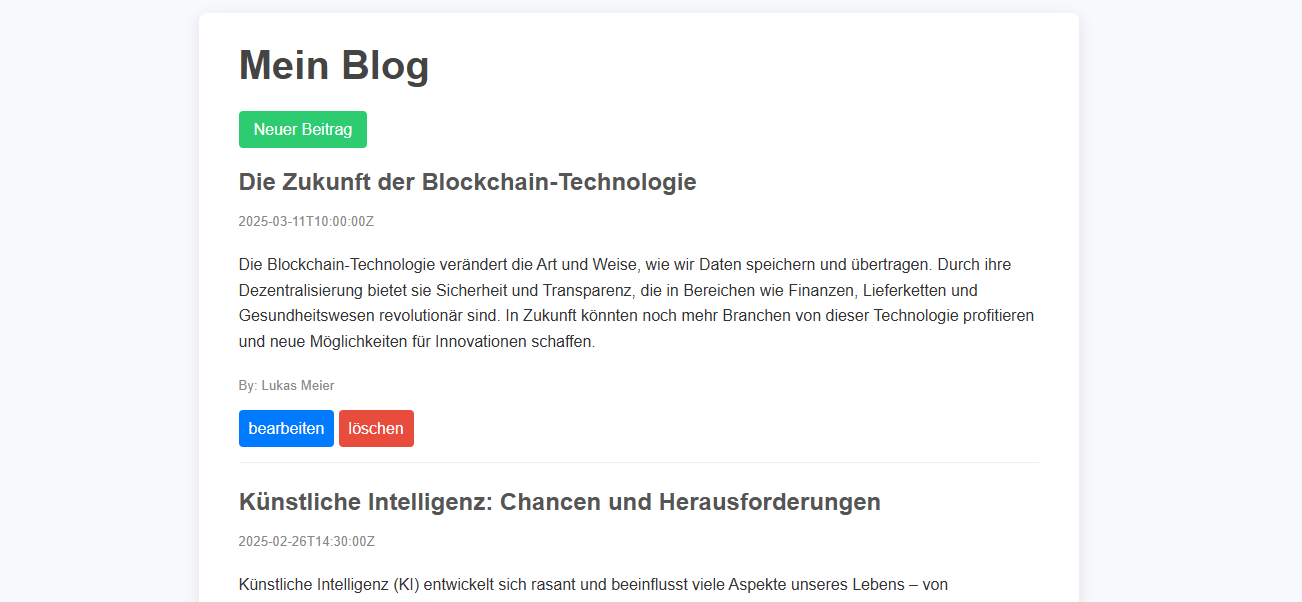 Mein Blog
Neuer Beitrag
Die Zukunft der Blockchain-Technologie
2025-03-11T10:00:00Z
Die Blockchain-Technologie verändert die Art und Weise, wie wir Daten speichern und übertragen. Durch ihre
Dezentralisierung bietet sie Sicherheit und Transparenz, die in Bereichen wie Finanzen, Lieferketten und
Gesundheitswesen revolutionär sind. In Zukunft könnten noch mehr Branchen von dieser Technologie profitieren
und neue Möglichkeiten für Innovationen schaffen.
By: Lukas Meier
bearbeiten löschen
Künstliche Intelligenz: Chancen und Herausforderungen
2025-02-26T14:30:00Z
Künstliche Intelligenz (KI) entwickelt sich rasant und beeinflusst viele Aspekte unseres Lebens – von